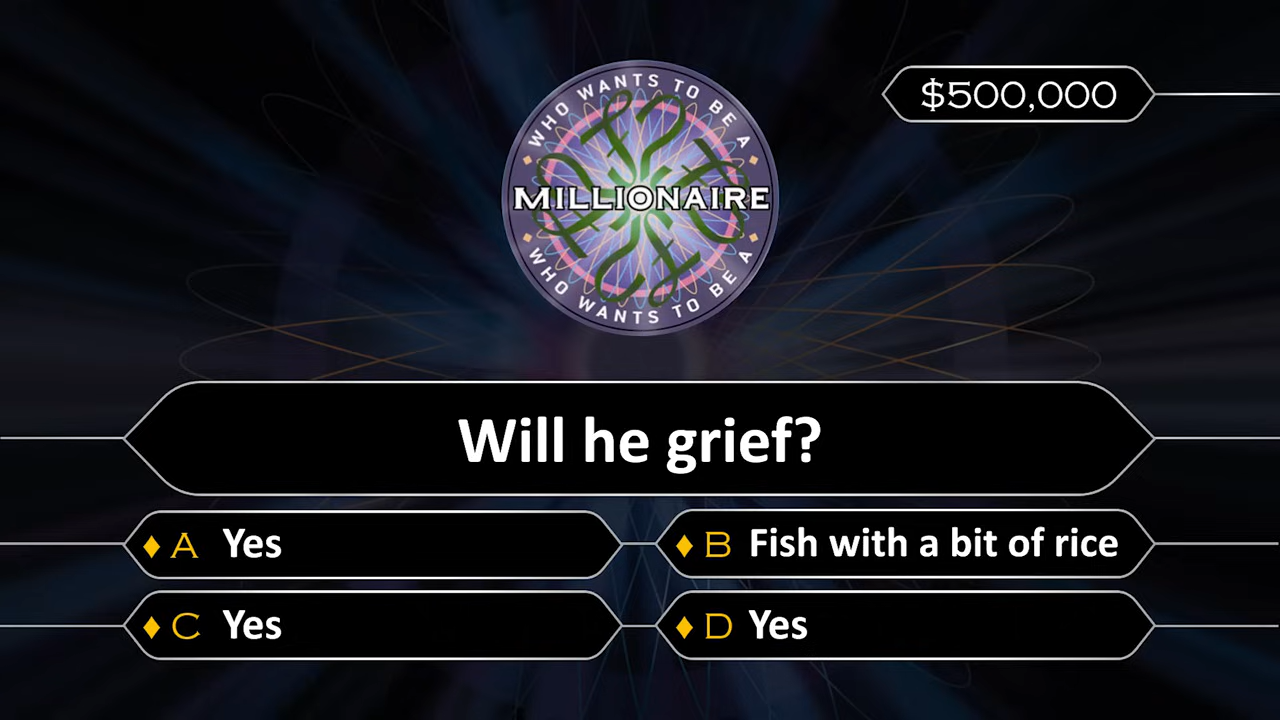 $500,000
WHO WANTS TO BE A
MILLIONAIRE
WHO WANTS TO BE A
Will he grief?
A Yes
B Fish with a bit of rice
C Yes
D Yes